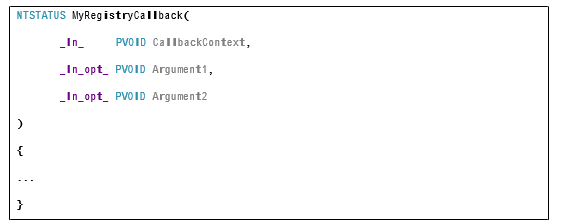 NTSTATUS MyRegistryCallback(
_In_ PVOID CallbackContext,
_In_opt_ PVOID Argument1,
_In_opt_ PVOID Argument2
)
{
...
}